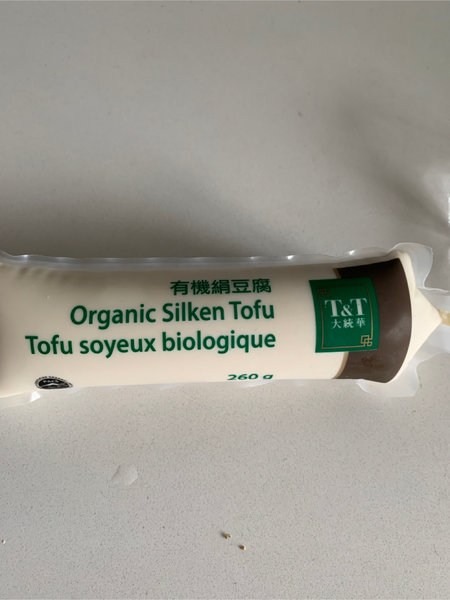 有機絹豆腐
Organic Silken Tofu
Tofu soyeux biologique
260 g
T&T
大統華